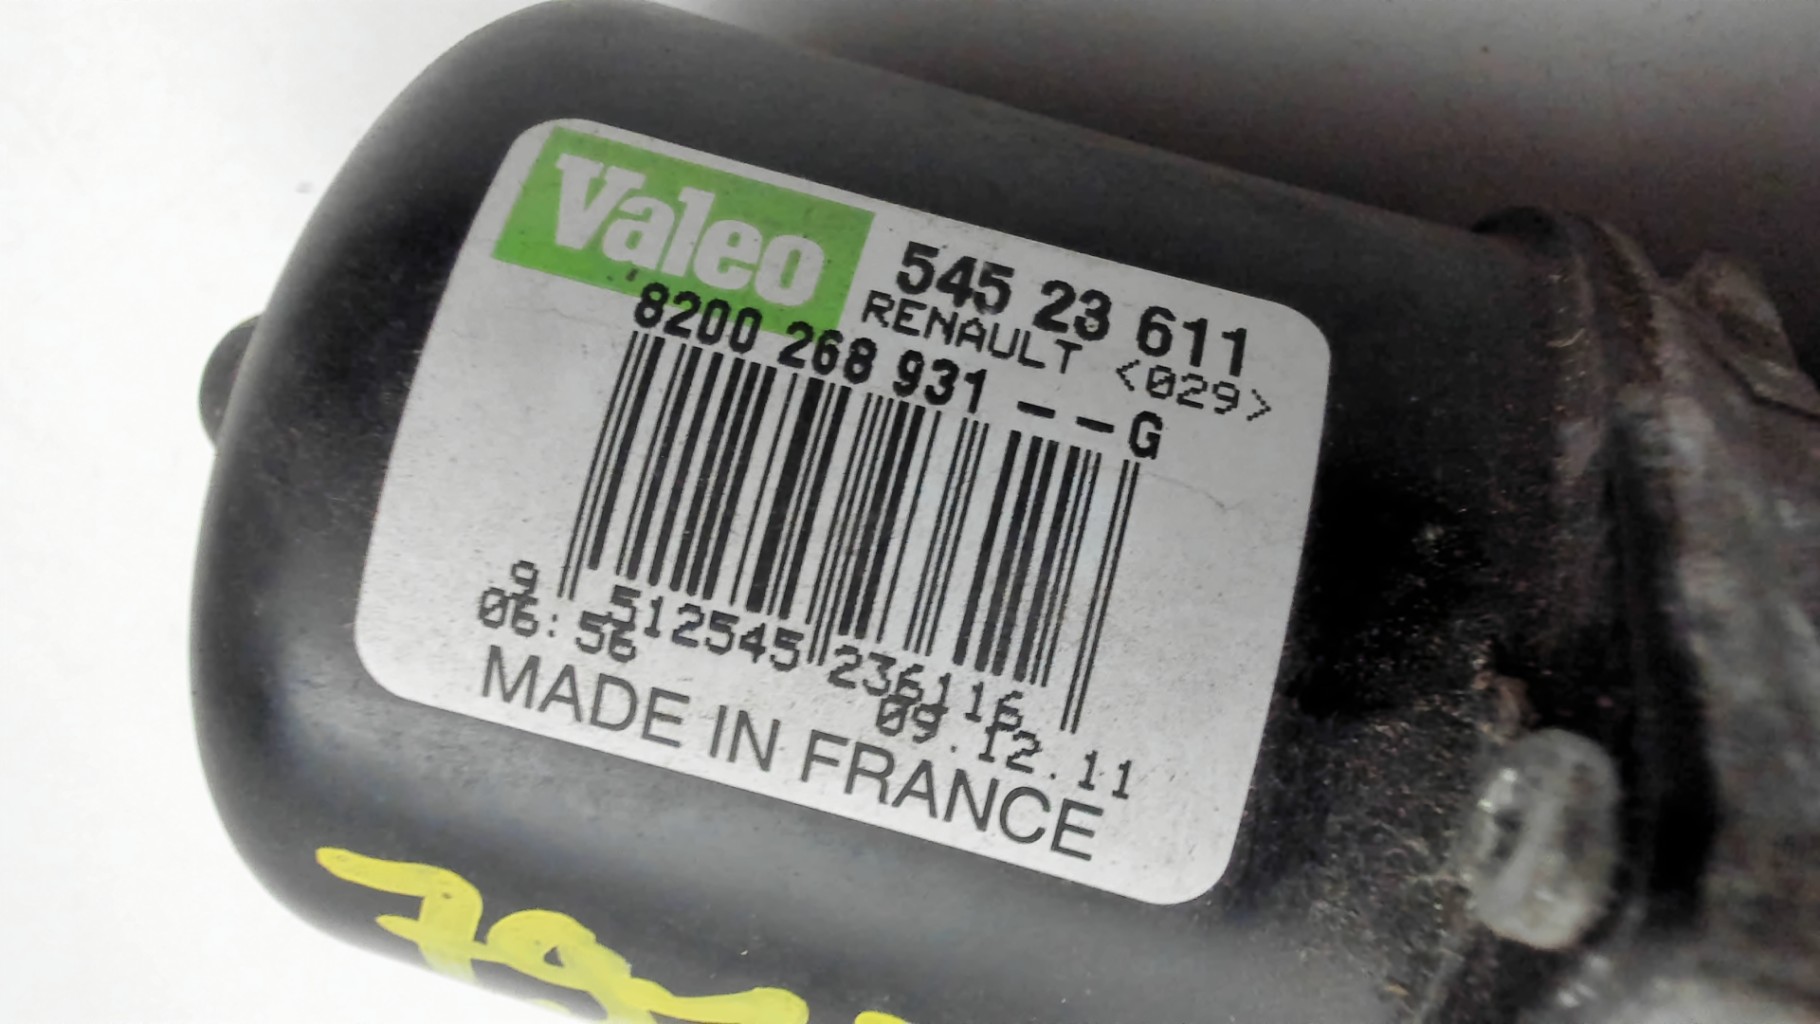 Valeo
545 23 611
RENAULT <029>
8200 268 931 - - G
9 512545 236116
06:56 09.12.11
MADE IN FRANCE